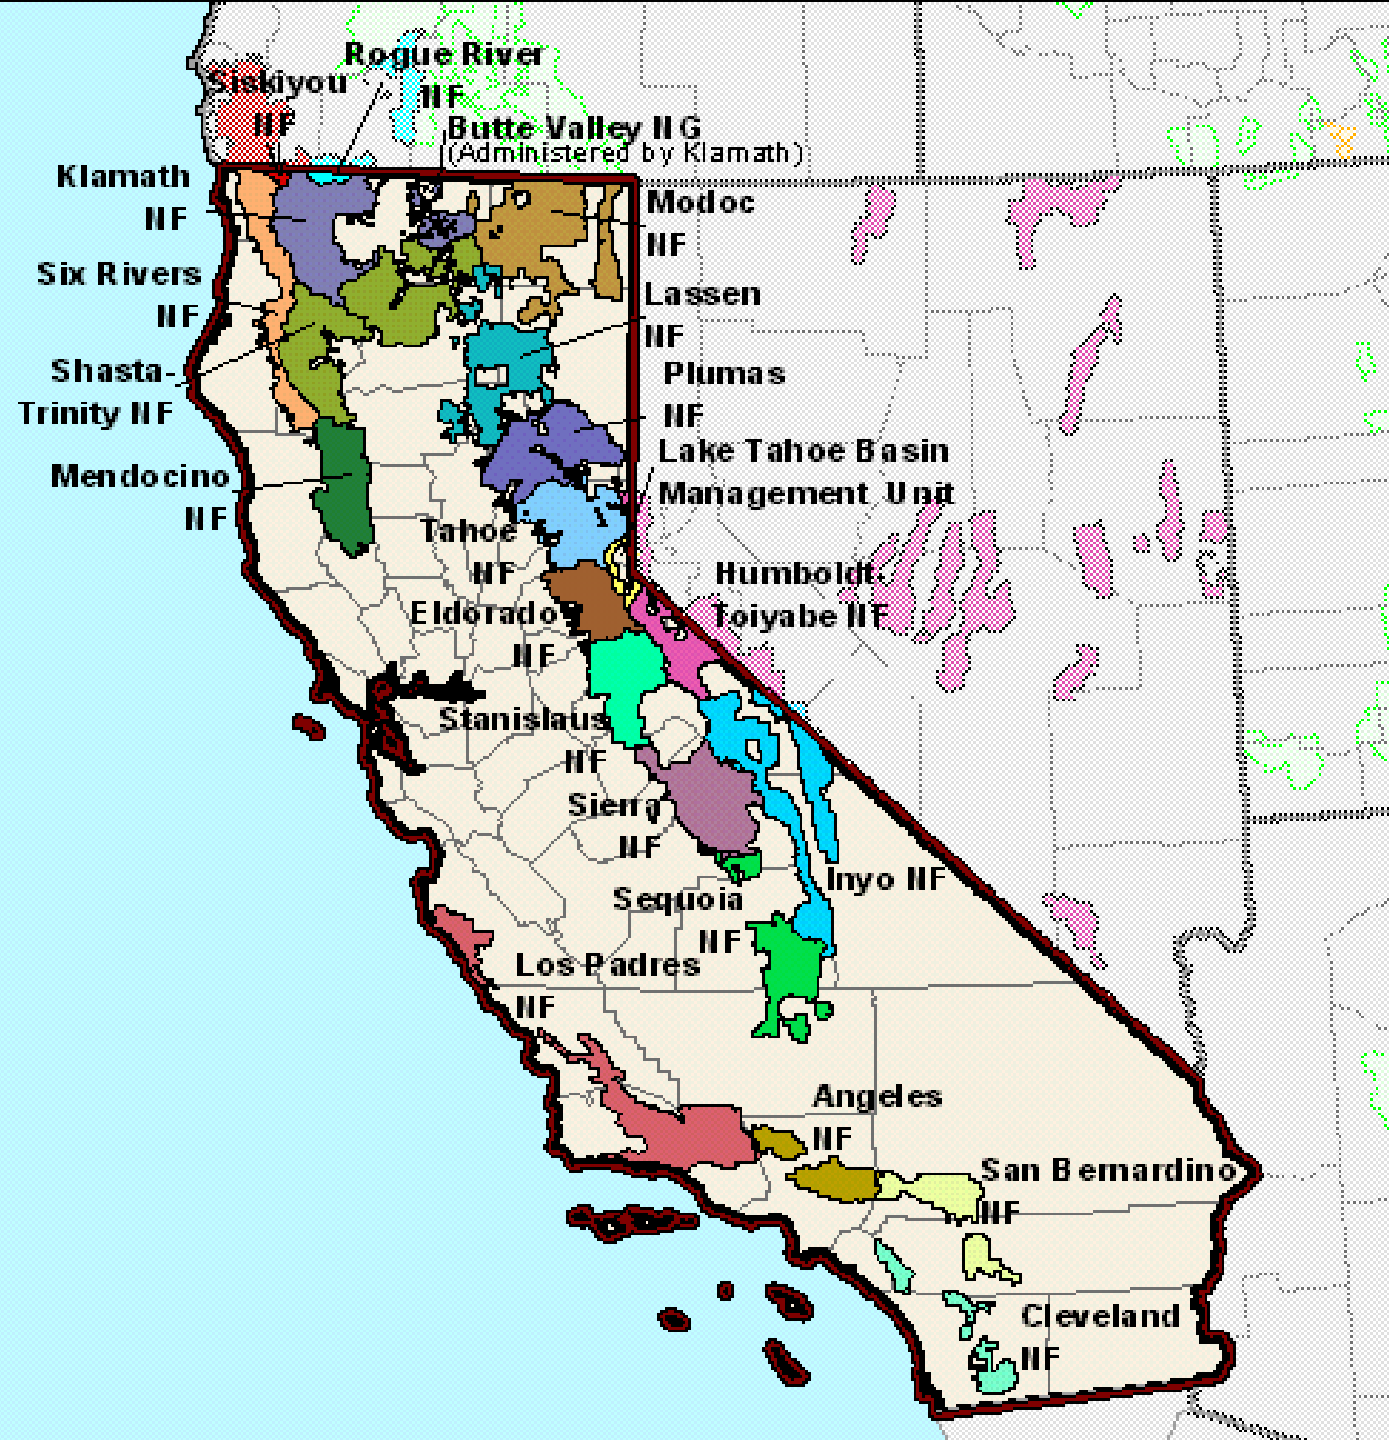 Rogue River
NF
Siskiyou
NF
Butte Valley NG
(Administered by Klamath)
Klamath
NF
Modoc
NF
Six Rivers
NF
Lassen
NF
Shasta-
Trinity NF
Plumas
NF
Mendocino
NF
Lake Tahoe Basin
Management Unit
Tahoe
NF
Humboldt-
Toiyabe NF
Eldorado
NF
Stanislaus
NF
Sierra
NF
Inyo NF
Sequoia
NF
Los Padres
NF
Angeles
NF
San Bernardino
NF
Cleveland
NF